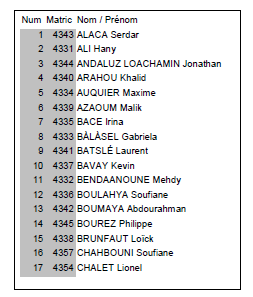 Num Matric Nom / Prénom
1 4343 ALACA Serdar
2 4331 ALI Hany
3 4344 ANDALUZ LOACHAMIN Jonathan
4 4340 ARAHOU Khalid
5 4334 AUQUIER Maxime
6 4339 AZAOUM Malik
7 4335 BACE Irina
8 4333 BÀLÀSEL Gabriela
9 4341 BATSLÉ Laurent
10 4337 BAVAY Kevin
11 4332 BENDAANOUNE Mehdy
12 4336 BOULAHYA Soufiane
13 4342 BOUMAYA Abdourahman
14 4345 BOUREZ Philippe
15 4338 BRUNFAUT Loïck
16 4357 CHAHBOUNI Soufiane
17 4354 CHALET Lionel